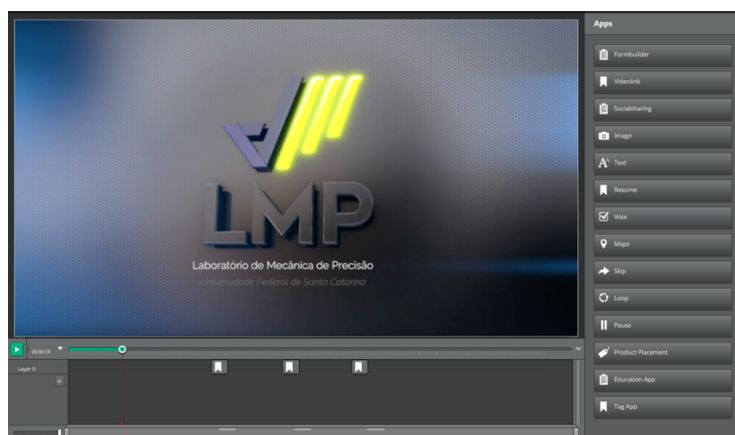 Apps
Formbuilder
Videolink
Socialsharing
Image
Text
Resume
Vote
Maps
Skip
Loop
Pause
Product Placement
Education App
Tag App
LMP
Laboratório de Mecânica de Precisão
Universidade Federal de Santa Catarina
00:00:14
Layer 0